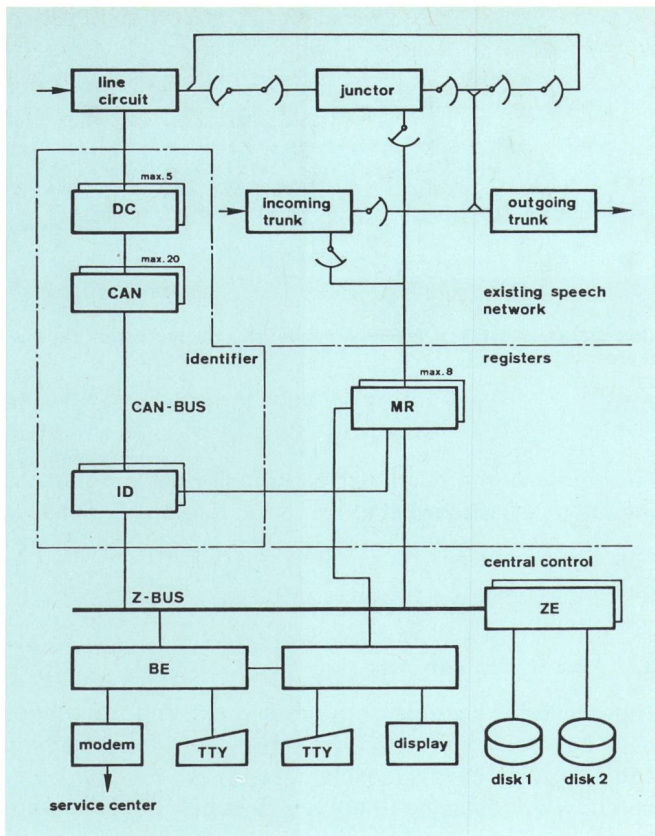 line
circuit
junctor
max. 5
DC
incoming
trunk
outgoing
trunk
max. 20
CAN
existing speech
network
identifier
registers
max. 8
CAN-BUS
MR
ID
central control
Z-BUS
ZE
BE
modem
TTY
TTY
display
disk 1
disk 2
service center